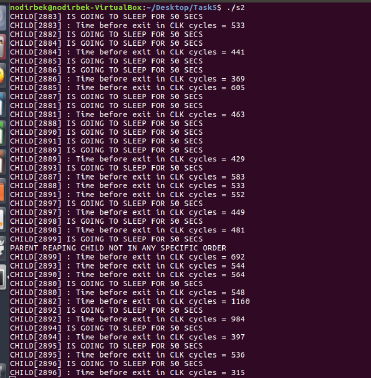 nodirbek@nodirbek-VirtualBox:~/Desktop/Task5$ ./s2
CHILD[2883] IS GOING TO SLEEP FOR 50 SECS
CHILD[2883] : Time before exit in CLK cycles = 533
CHILD[2882] IS GOING TO SLEEP FOR 50 SECS
CHILD[2884] IS GOING TO SLEEP FOR 50 SECS
CHILD[2884] : Time before exit in CLK cycles = 441
CHILD[2885] IS GOING TO SLEEP FOR 50 SECS
CHILD[2886] IS GOING TO SLEEP FOR 50 SECS
CHILD[2886] : Time before exit in CLK cycles = 369
CHILD[2885] : Time before exit in CLK cycles = 605
CHILD[2887] IS GOING TO SLEEP FOR 50 SECS
CHILD[2881] IS GOING TO SLEEP FOR 50 SECS
CHILD[2881] : Time before exit in CLK cycles = 463
CHILD[2888] IS GOING TO SLEEP FOR 50 SECS
CHILD[2890] IS GOING TO SLEEP FOR 50 SECS
CHILD[2891] IS GOING TO SLEEP FOR 50 SECS
CHILD[2889] IS GOING TO SLEEP FOR 50 SECS
CHILD[2889] : Time before exit in CLK cycles = 429
CHILD[2893] IS GOING TO SLEEP FOR 50 SECS
CHILD[2887] : Time before exit in CLK cycles = 583
CHILD[2888] : Time before exit in CLK cycles = 533
CHILD[2891] : Time before exit in CLK cycles = 552
CHILD[2897] IS GOING TO SLEEP FOR 50 SECS
CHILD[2897] : Time before exit in CLK cycles = 449
CHILD[2898] IS GOING TO SLEEP FOR 50 SECS
CHILD[2898] : Time before exit in CLK cycles = 481
CHILD[2899] IS GOING TO SLEEP FOR 50 SECS
PARENT REAPING CHILD NOT IN ANY SPECIFIC ORDER
CHILD[2899] : Time before exit in CLK cycles = 692
CHILD[2893] : Time before exit in CLK cycles = 544
CHILD[2890] : Time before exit in CLK cycles = 564
CHILD[2880] IS GOING TO SLEEP FOR 50 SECS
CHILD[2880] : Time before exit in CLK cycles = 548
CHILD[2882] : Time before exit in CLK cycles = 1160
CHILD[2892] IS GOING TO SLEEP FOR 50 SECS
CHILD[2892] : Time before exit in CLK cycles = 984
CHILD[2894] IS GOING TO SLEEP FOR 50 SECS
CHILD[2894] : Time before exit in CLK cycles = 397
CHILD[2895] IS GOING TO SLEEP FOR 50 SECS
CHILD[2895] : Time before exit in CLK cycles = 536
CHILD[2896] IS GOING TO SLEEP FOR 50 SECS
CHILD[2896] : Time before exit in CLK cycles = 315